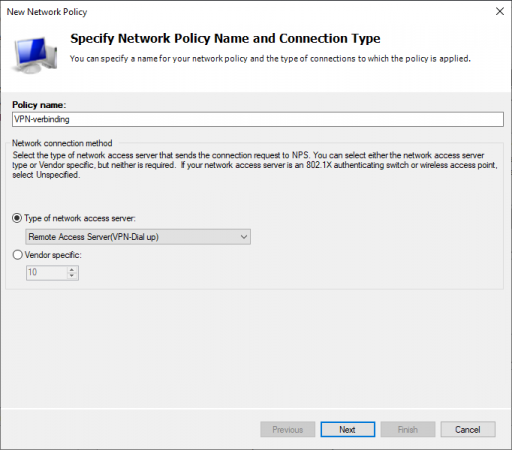 New Network Policy
Specify Network Policy Name and Connection Type
You can specify a name for your network policy and the type of connections to which the policy is applied.
Policy name:
VPN-verbinding
Network connection method
Select the type of network access server that sends the connection request to NPS. You can select either the network access server
type or Vendor specific, but neither is required.  If your network access server is an 802.1X authenticating switch or wireless access point,
select Unspecified.
Type of network access server:
Remote Access Server(VPN-Dial up)
Vendor specific:
10
Previous Next Finish Cancel